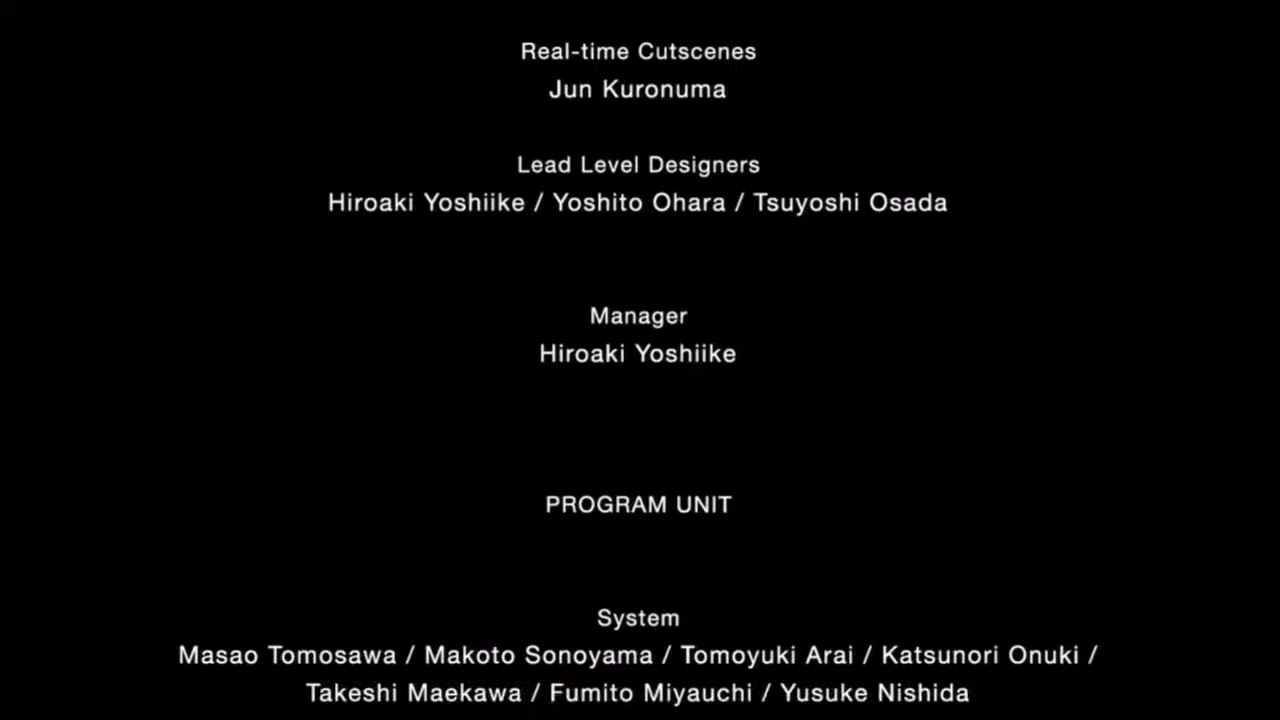 Real-time Cutscenes
Jun Kuronuma
Lead Level Designers
Hiroaki Yoshiike / Yoshito Ohara / Tsuyoshi Osada
Manager
Hiroaki Yoshiike
PROGRAM UNIT
System
Masao Tomosawa / Makoto Sonoyama / Tomoyuki Arai / Katsunori Onuki /
Takeshi Maekawa / Fumito Miyauchi / Yusuke Nishida